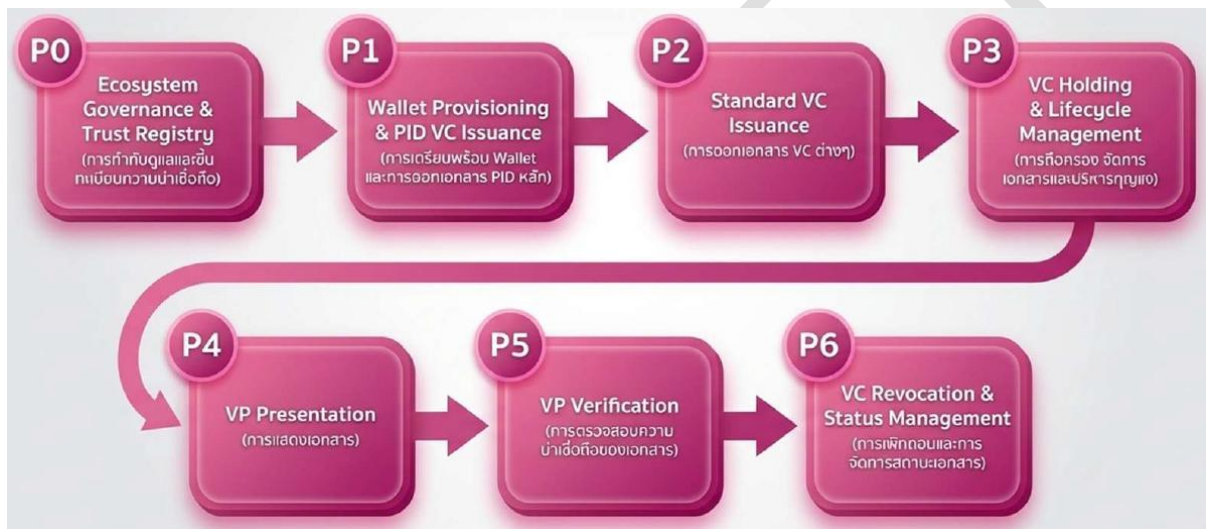 P0
Ecosystem
Governance &
Trust Registry
(การกำกับดูแลและขึ้น
ทะเบียนความน่าเชื่อถือ)
P1
Wallet Provisioning
& PID VC Issuance
(การเตรียมพร้อม Wallet
และการออกเอกสาร PID หลัก)
P2
Standard VC
Issuance
(การออกเอกสาร VC ต่างๆ)
P3
VC Holding
& Lifecycle
Management
(การถือครอง จัดการ
เอกสารและบริหารกุญแจ)
P4
VP Presentation
(การแสดงเอกสาร)
P5
VP Verification
(การตรวจสอบความ
น่าเชื่อถือของเอกสาร)
P6
VC Revocation &
Status Management
(การเพิกถอนและการ
จัดการสถานะเอกสาร)